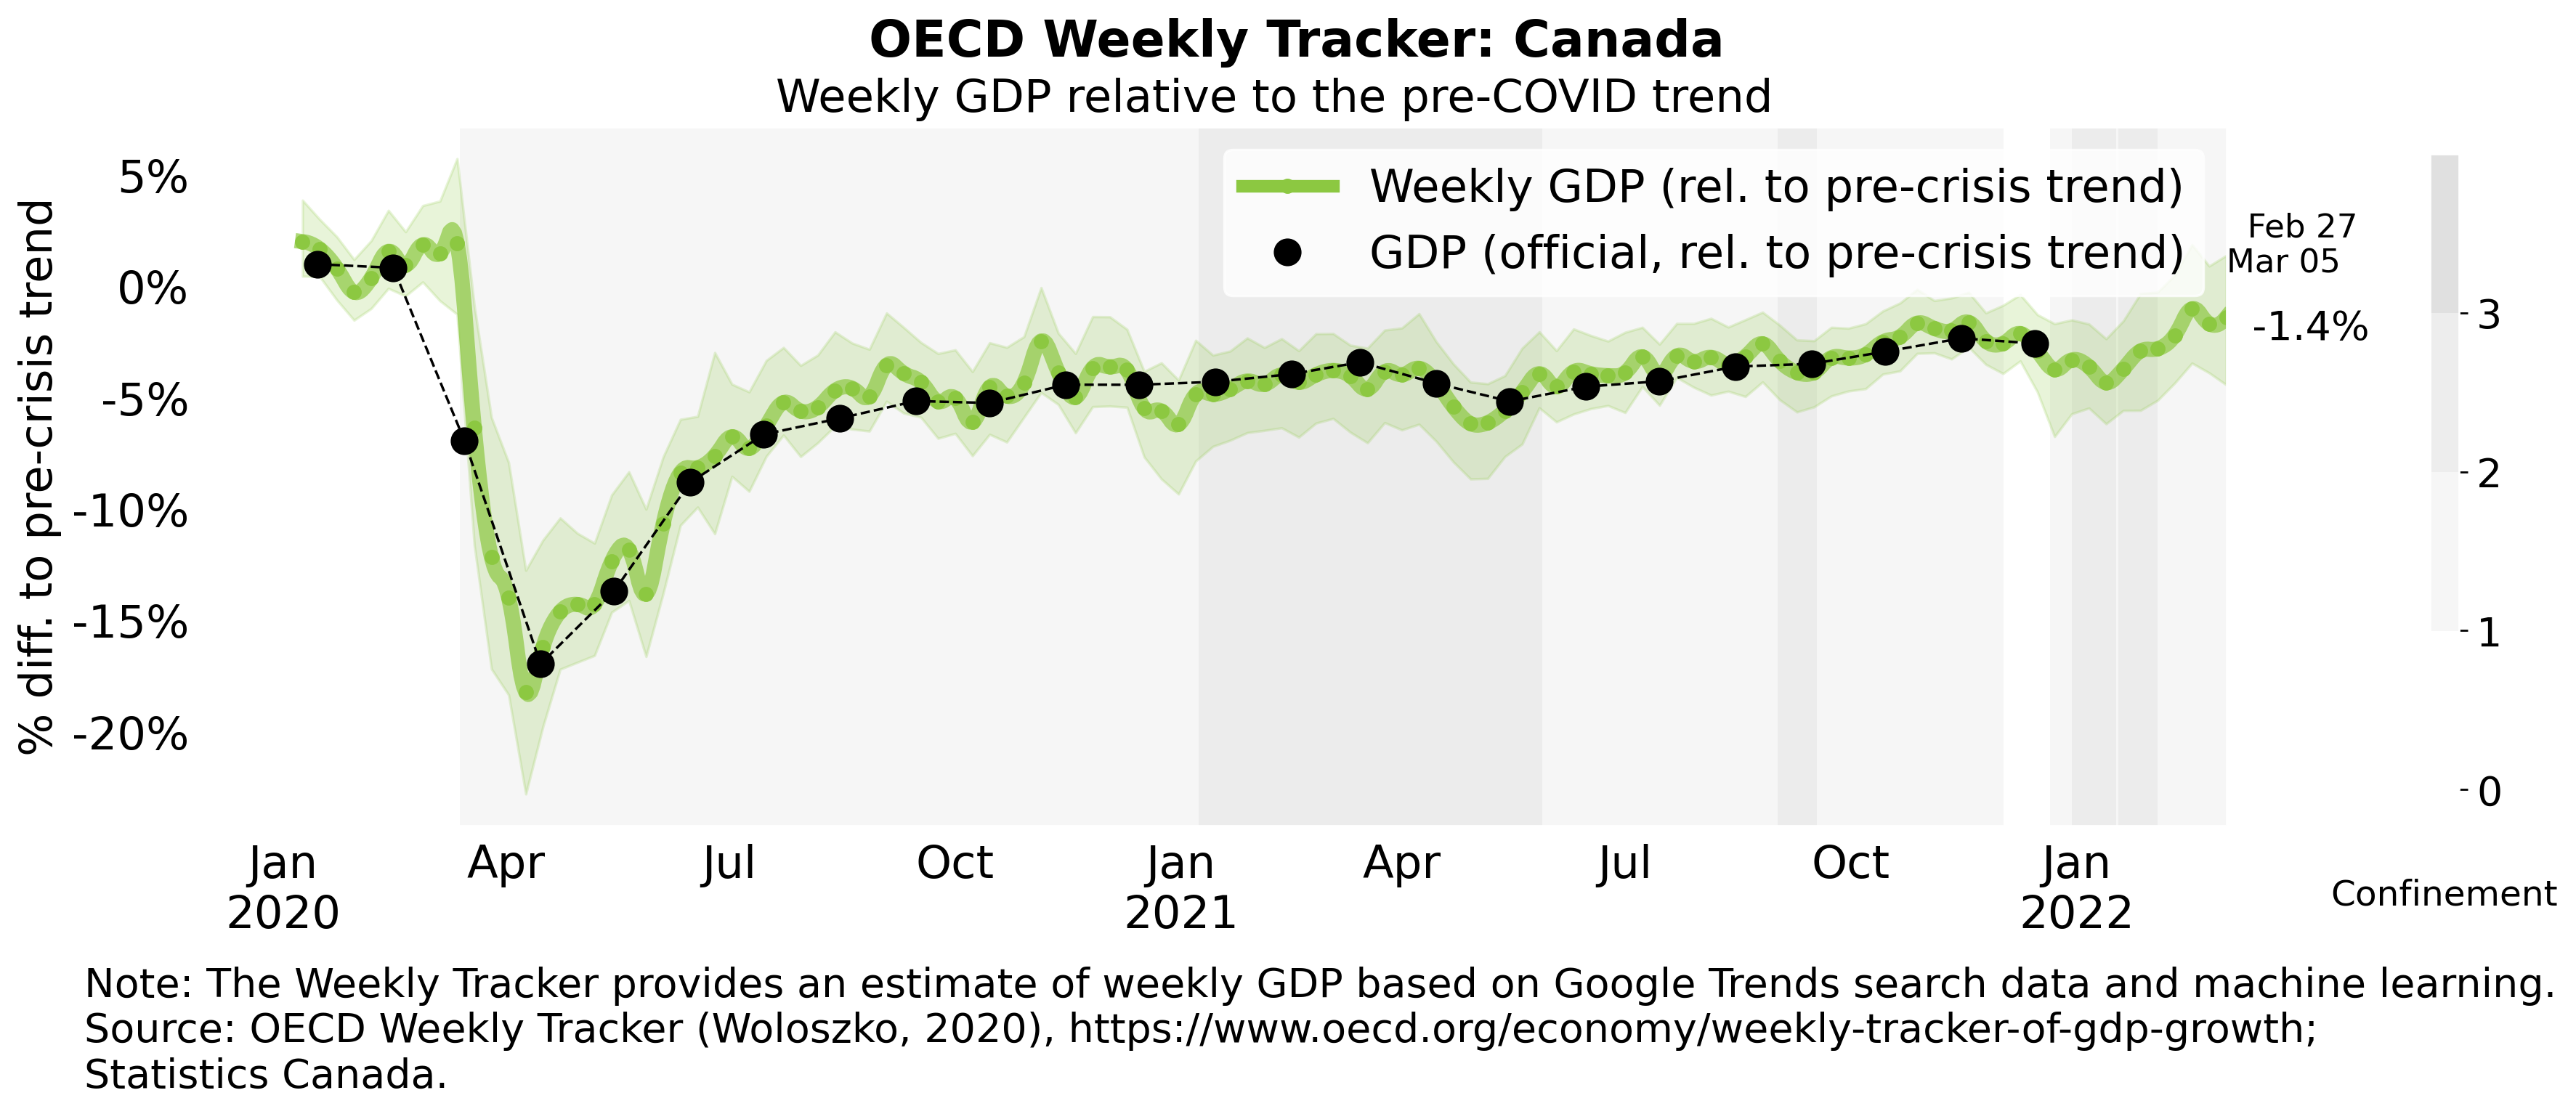 OECD Weekly Tracker: Canada
Weekly GDP relative to the pre-COVID trend
% diff. to pre-crisis trend
5%
0%
-5%
-10%
-15%
-20%
Weekly GDP (rel. to pre-crisis trend)
GDP (official, rel. to pre-crisis trend)
Feb 27
Mar 05
-1.4%
3
2
1
0
Confinement
Jan Apr Jul Oct Jan Apr Jul Oct Jan
2020 2021 2022
Note: The Weekly Tracker provides an estimate of weekly GDP based on Google Trends search data and machine learning.
Source: OECD Weekly Tracker (Woloszko, 2020), https://www.oecd.org/economy/weekly-tracker-of-gdp-growth;
Statistics Canada.